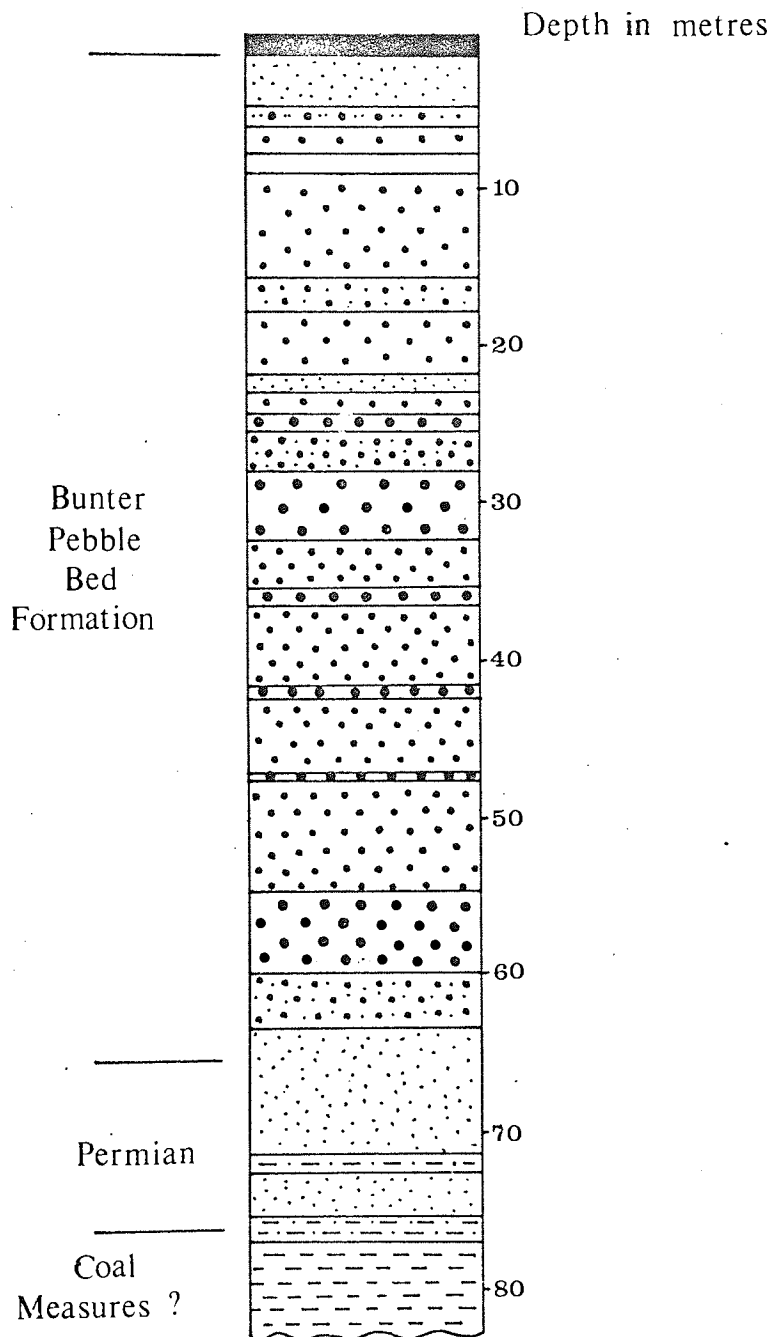 Depth in metres
10
20
Bunter
Pebble
Bed
Formation
30
40
50
60
Permian
70
Coal
Measures ?
80